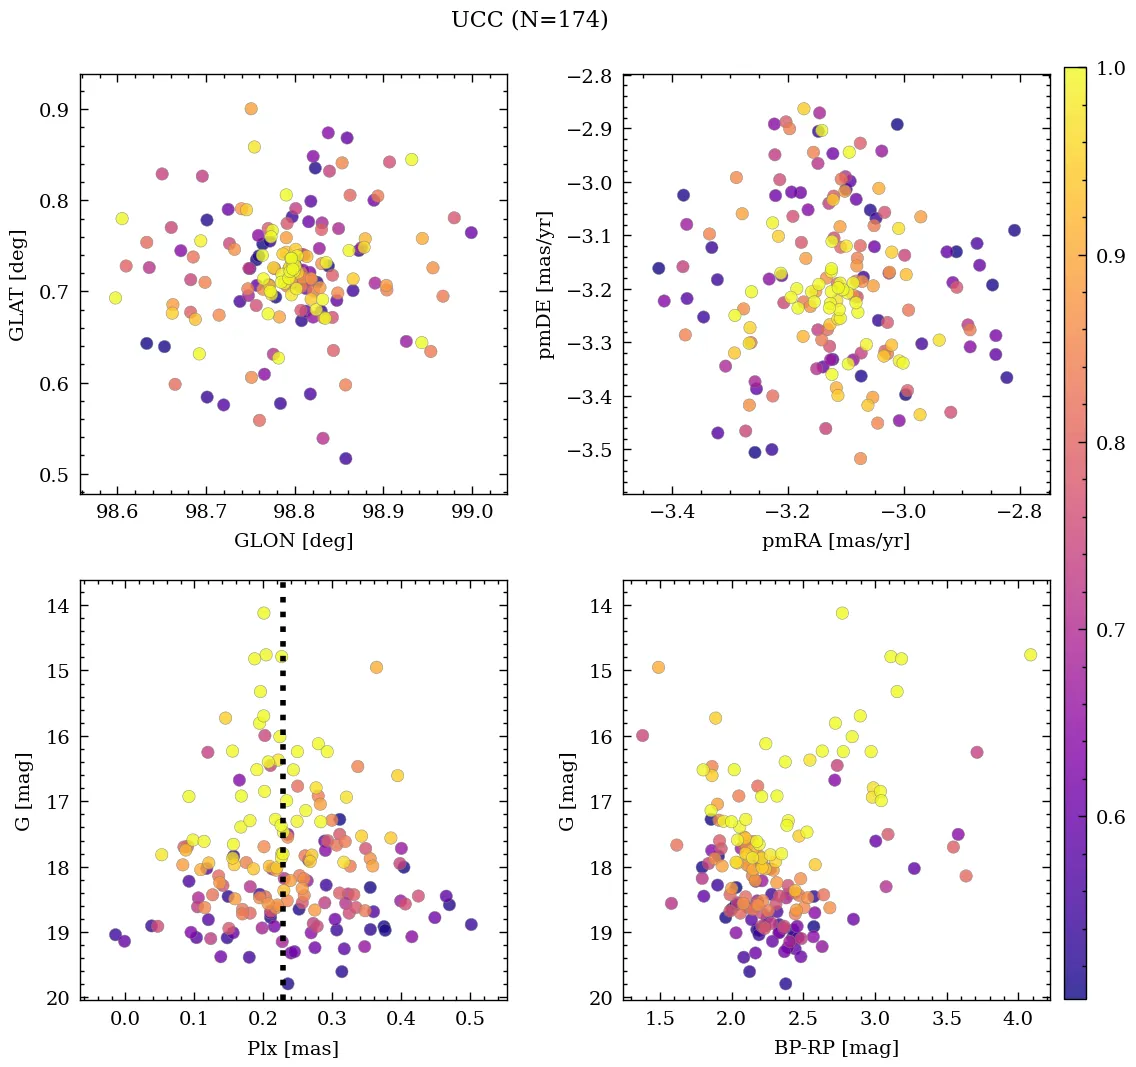 UCC (N=174)
0.9
0.8
0.7
0.6
0.5
GLAT [deg]
98.6 98.7 98.8 98.9 99.0
GLON [deg]
−2.8
−2.9
−3.0
−3.1
−3.2
−3.3
−3.4
−3.5
pmDE [mas/yr]
−3.4 −3.2 −3.0 −2.8
pmRA [mas/yr]
14
15
16
17
18
19
20
G [mag]
0.0 0.1 0.2 0.3 0.4 0.5
Plx [mas]
14
15
16
17
18
19
20
G [mag]
1.5 2.0 2.5 3.0 3.5 4.0
BP-RP [mag]
1.0
0.9
0.8
0.7
0.6